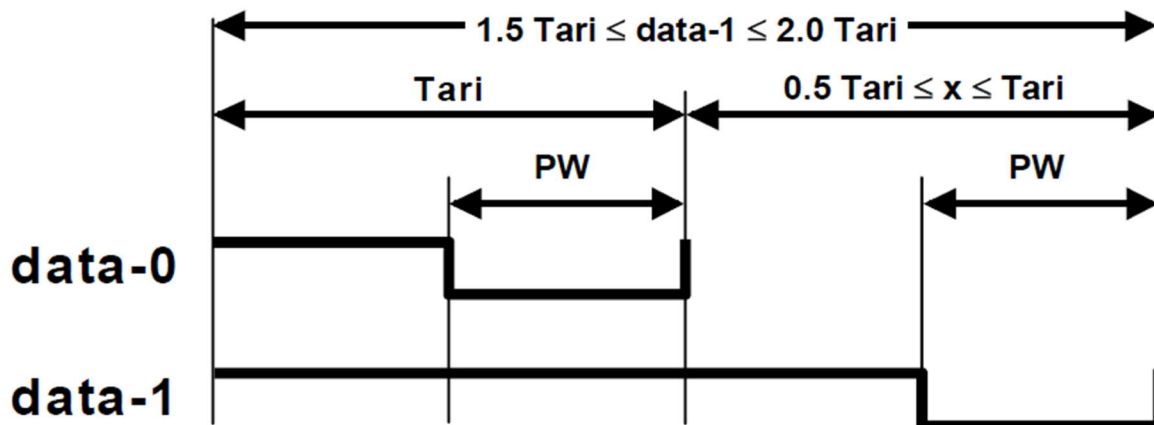 1.5 Tari ≤ data-1 ≤ 2.0 Tari
Tari
0.5 Tari ≤ x ≤ Tari
PW
PW
data-0
data-1